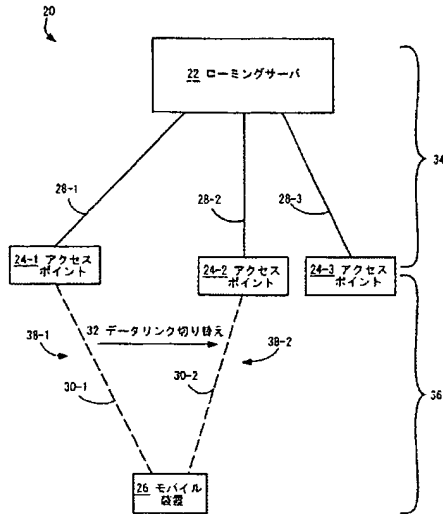 20
22 ローミングサーバ
34
28-1
28-2
28-3
24-1 アクセス
ポイント
24-2 アクセス
ポイント
24-3 アクセス
ポイント
32 データリンク切り替え
38-1
38-2
30-1
30-2
36
26 モバイル
装置